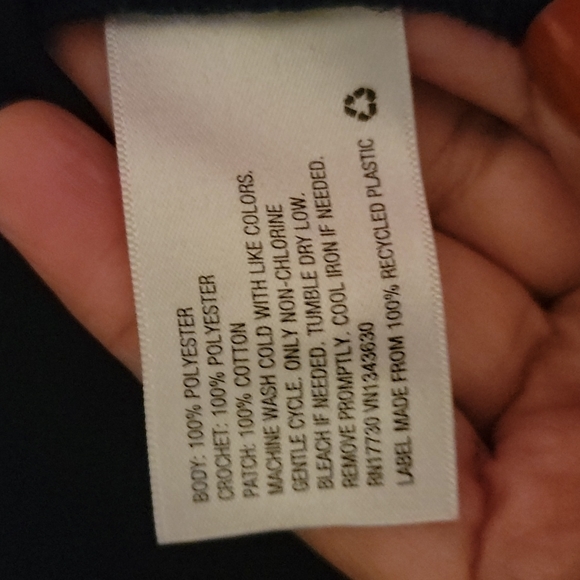 BODY: 100% POLYESTER
CROCHET: 100% POLYESTER
PATCH: 100% COTTON
MACHINE WASH COLD WITH LIKE COLORS.
GENTLE CYCLE. ONLY NON-CHLORINE
BLEACH IF NEEDED. TUMBLE DRY LOW.
REMOVE PROMPTLY. COOL IRON IF NEEDED.
RN17730 VN1343630
LABEL MADE FROM 100% RECYCLED PLASTIC